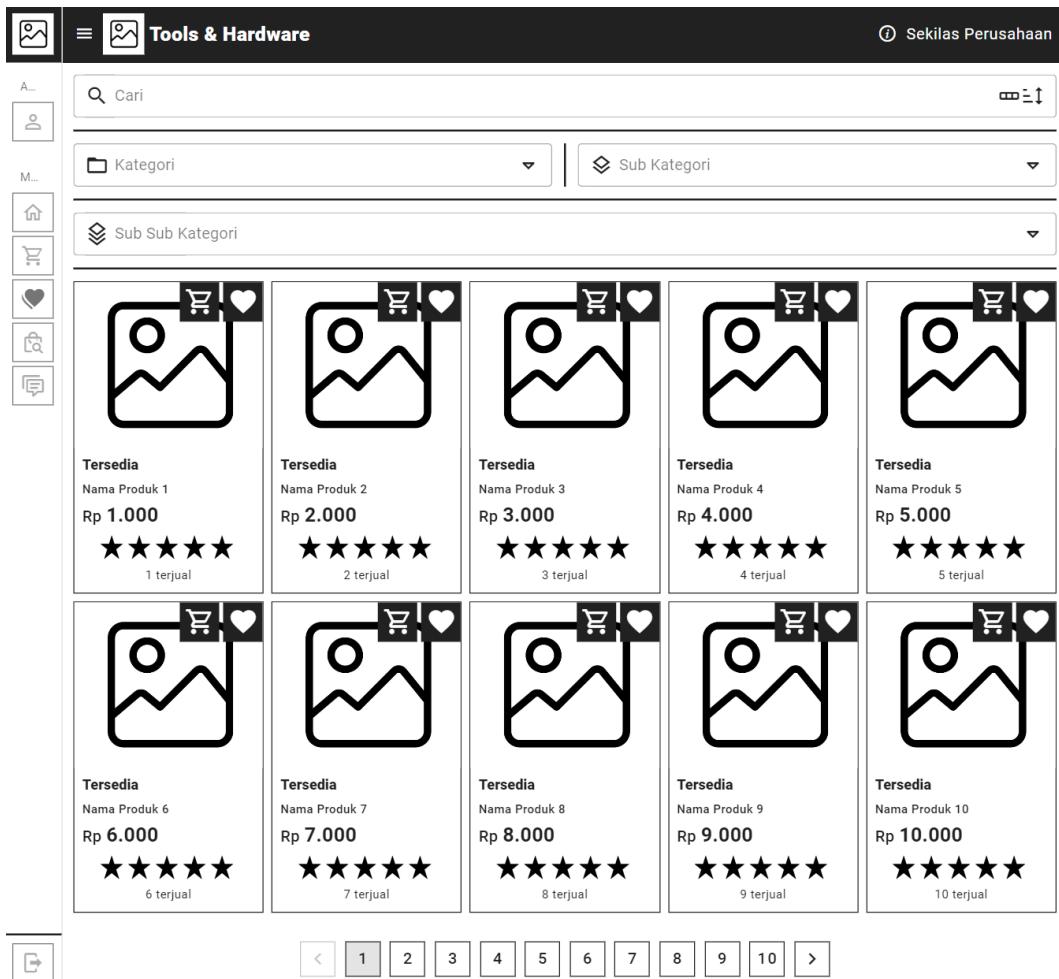 Tools & Hardware
Sekilas Perusahaan
A...
Cari
Kategori
Sub Kategori
M...
Sub Sub Kategori
Tersedia Tersedia Tersedia Tersedia Tersedia
Nama Produk 1 Nama Produk 2 Nama Produk 3 Nama Produk 4 Nama Produk 5
Rp 1.000 Rp 2.000 Rp 3.000 Rp 4.000 Rp 5.000
1 terjual 2 terjual 3 terjual 4 terjual 5 terjual
Tersedia Tersedia Tersedia Tersedia Tersedia
Nama Produk 6 Nama Produk 7 Nama Produk 8 Nama Produk 9 Nama Produk 10
Rp 6.000 Rp 7.000 Rp 8.000 Rp 9.000 Rp 10.000
6 terjual 7 terjual 8 terjual 9 terjual 10 terjual
1 2 3 4 5 6 7 8 9 10